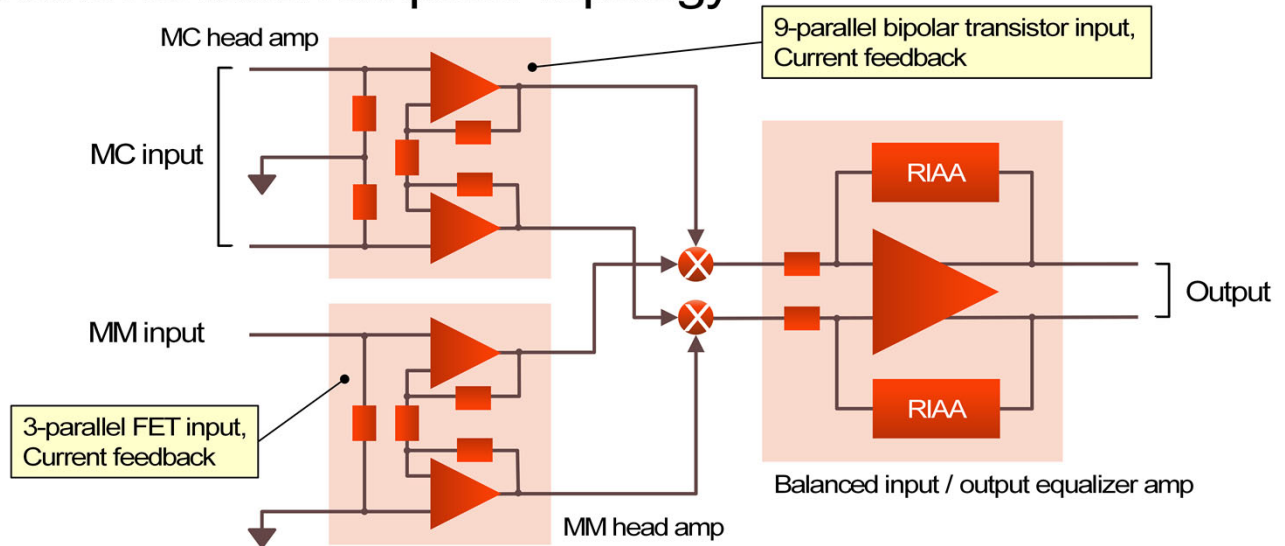 MC head amp
9-parallel bipolar transistor input,
Current feedback
MC input
RIAA
Output
MM input
3-parallel FET input,
Current feedback
RIAA
Balanced input / output equalizer amp
MM head amp